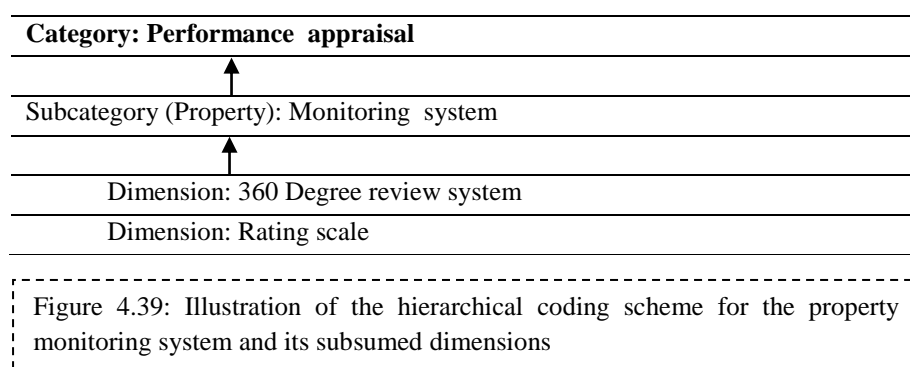 Category: Performance appraisal
Subcategory (Property): Monitoring system
Dimension: 360 Degree review system
Dimension: Rating scale
Figure 4.39: Illustration of the hierarchical coding scheme for the property
monitoring system and its subsumed dimensions